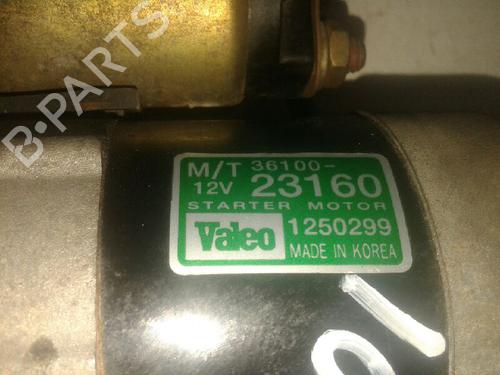 B-PARTS
M/T 36100-
12V 23160
STARTER MOTOR
Valeo 1250299
MADE IN KOREA